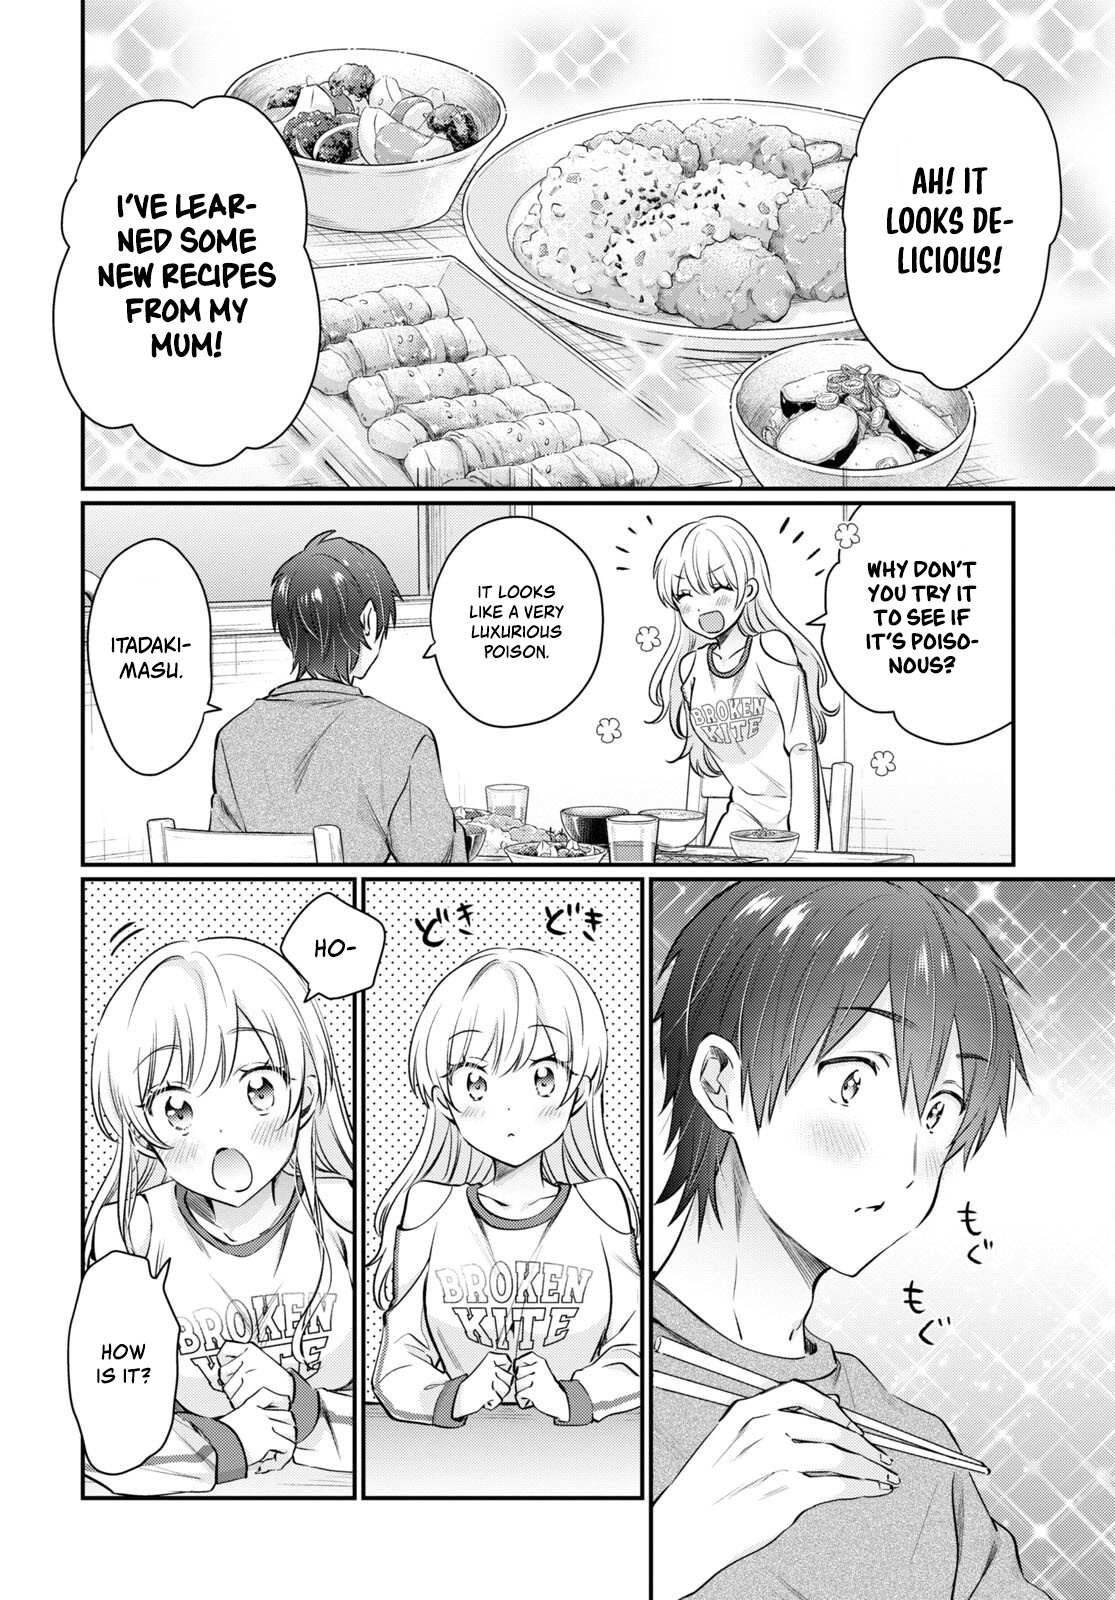 AH! IT
LOOKS DE-
LICIOUS!
I'VE LEAR-
NED SOME
NEW RECIPES
FROM MY
MUM!
WHY DON'T
YOU TRY IT
TO SEE IF
IT'S POISO-
NOUS?
IT LOOKS
LIKE A VERY
LUXURIOUS
POISON.
ITADAKI-
MASU.
BROKEN
KITE
もぐ
もぐ
どき
どき
BROKEN
KITE
HO-
HOW
IS IT?
BROKEN
KITE